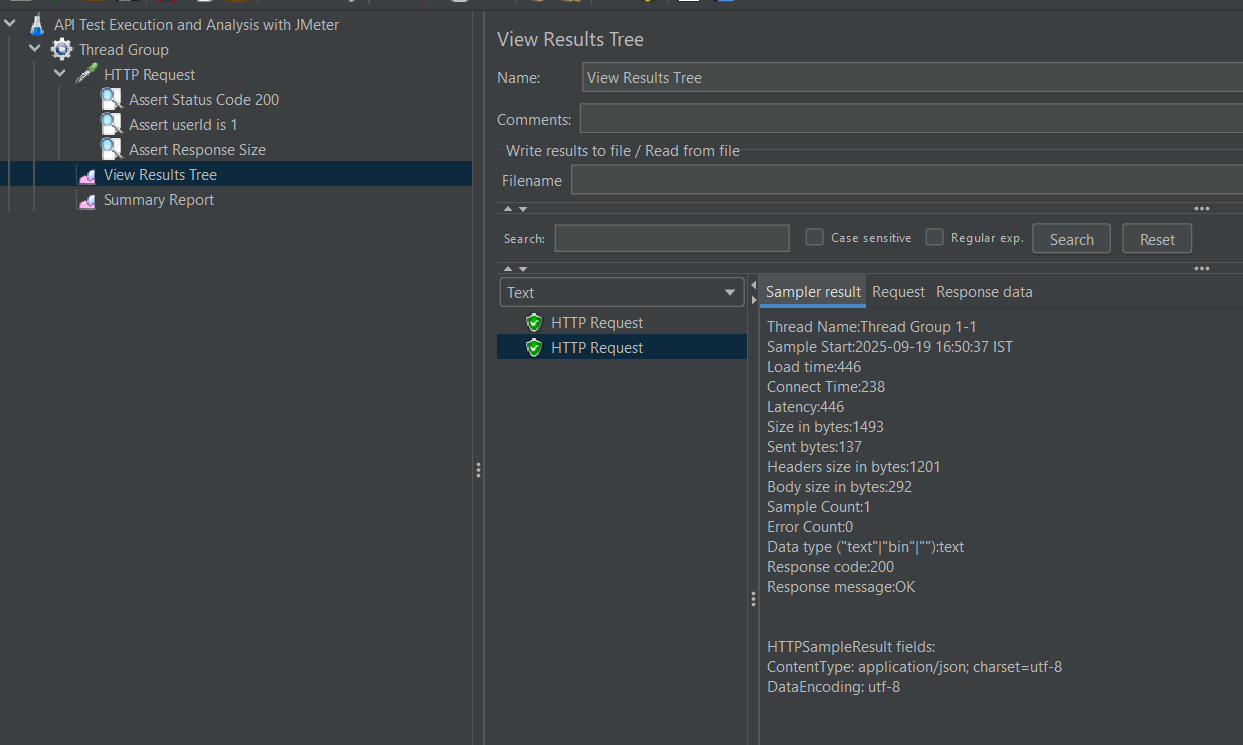 API Test Execution and Analysis with JMeter
Thread Group
HTTP Request
Assert Status Code 200
Assert userId is 1
Assert Response Size
View Results Tree
Summary Report
View Results Tree
Name: View Results Tree
Comments:
Write results to file / Read from file
Filename
Search: Case sensitive Regular exp. Search Reset
Text
HTTP Request
HTTP Request
Sampler result Request Response data
Thread Name:Thread Group 1-1
Sample Start:2025-09-19 16:50:37 IST
Load time:446
Connect Time:238
Latency:446
Size in bytes:1493
Sent bytes:137
Headers size in bytes:1201
Body size in bytes:292
Sample Count:1
Error Count:0
Data type ("text"|"bin"|""):text
Response code:200
Response message:OK
HTTPSampleResult fields:
ContentType: application/json; charset=utf-8
DataEncoding: utf-8